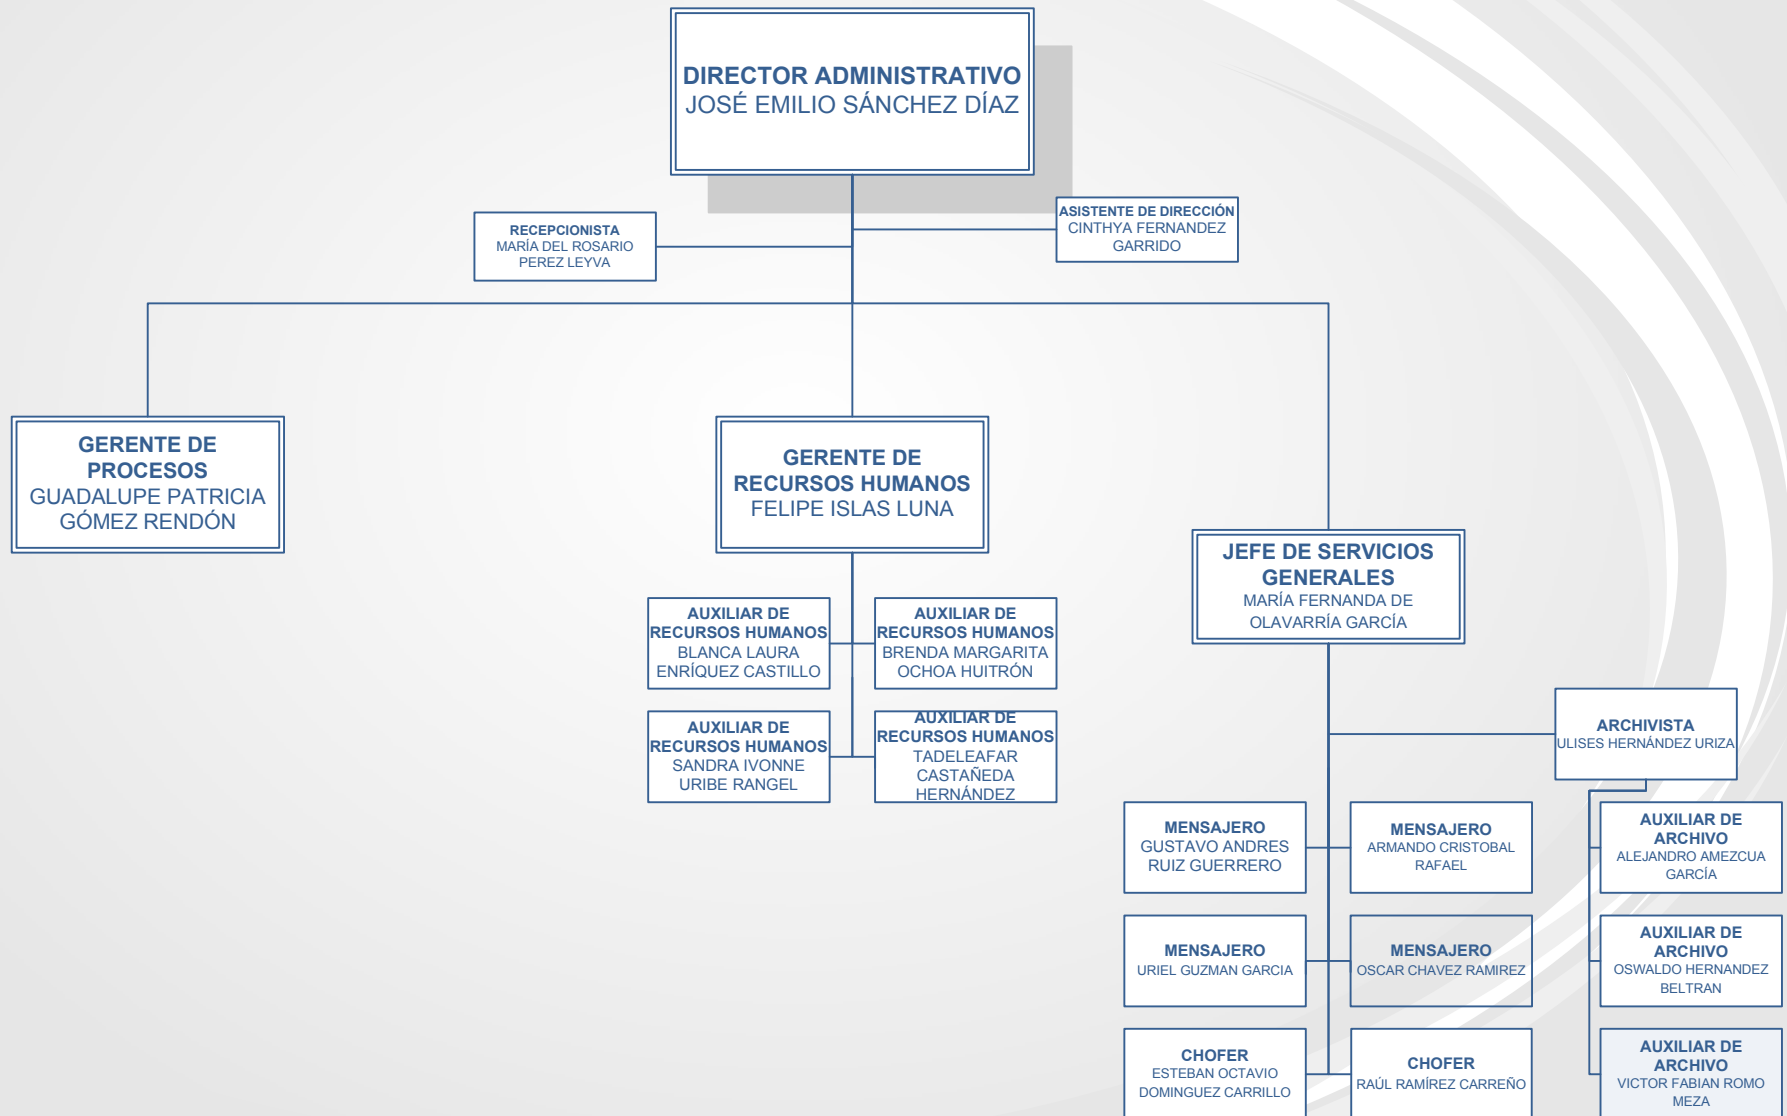 DIRECTOR ADMINISTRATIVO
JOSÉ EMILIO SÁNCHEZ DÍAZ
RECEPCIONISTA
MARÍA DEL ROSARIO
PEREZ LEYVA
ASISTENTE DE DIRECCIÓN
CINTHYA FERNANDEZ
GARRIDO
GERENTE DE
PROCESOS
GUADALUPE PATRICIA
GÓMEZ RENDÓN
GERENTE DE
RECURSOS HUMANOS
FELIPE ISLAS LUNA
JEFE DE SERVICIOS
GENERALES
MARÍA FERNANDA DE
OLAVARRÍA GARCÍA
AUXILIAR DE
RECURSOS HUMANOS
BLANCA LAURA
ENRÍQUEZ CASTILLO
AUXILIAR DE
RECURSOS HUMANOS
BRENDA MARGARITA
OCHOA HUITRÓN
AUXILIAR DE
RECURSOS HUMANOS
SANDRA IVONNE
URIBE RANGEL
AUXILIAR DE
RECURSOS HUMANOS
TADELEAFAR
CASTAÑEDA
HERNÁNDEZ
ARCHIVISTA
ULISES HERNÁNDEZ URIZA
MENSAJERO
GUSTAVO ANDRES
RUIZ GUERRERO
MENSAJERO
ARMANDO CRISTOBAL
RAFAEL
AUXILIAR DE
ARCHIVO
ALEJANDRO AMEZCUA
GARCÍA
MENSAJERO
URIEL GUZMAN GARCIA
MENSAJERO
OSCAR CHAVEZ RAMIREZ
AUXILIAR DE
ARCHIVO
OSWALDO HERNANDEZ
BELTRAN
CHOFER
ESTEBAN OCTAVIO
DOMINGUEZ CARRILLO
CHOFER
RAÚL RAMÍREZ CARREÑO
AUXILIAR DE
ARCHIVO
VICTOR FABIAN ROMO
MEZA